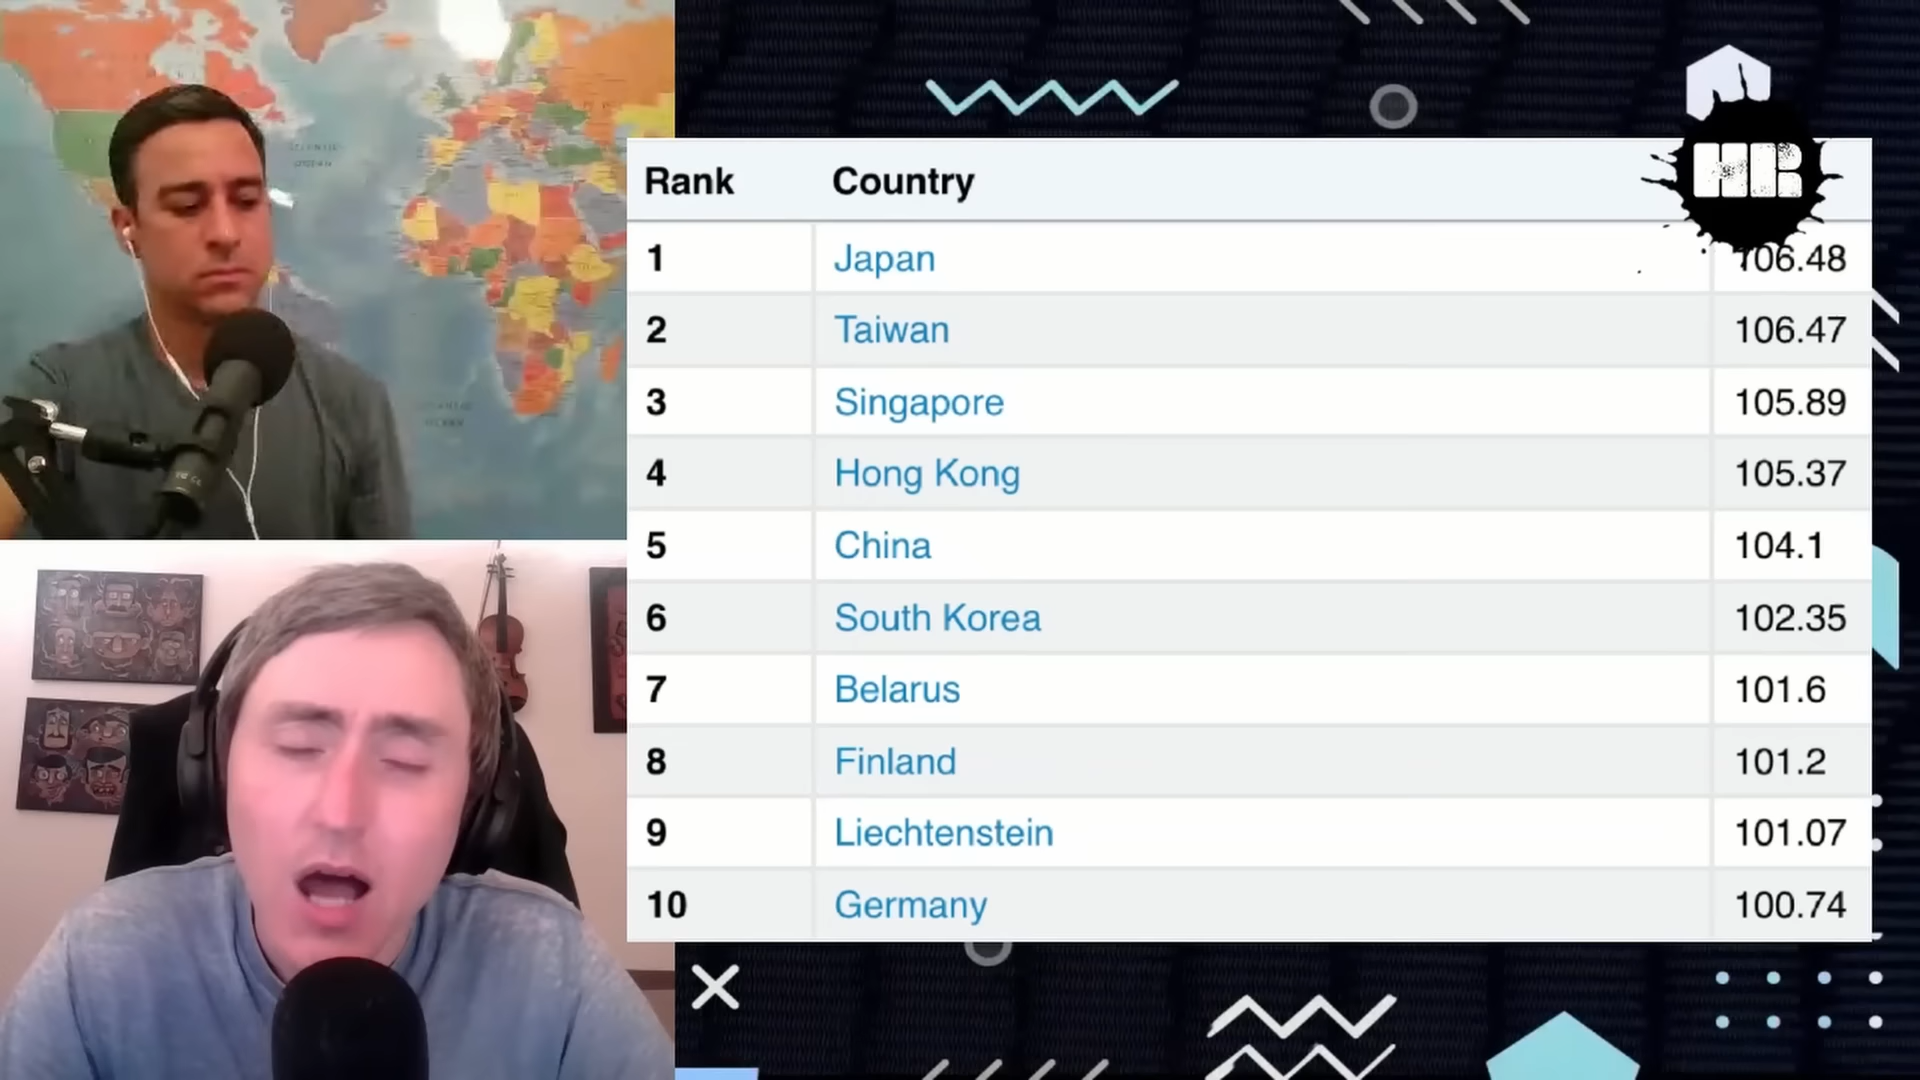 HR
Rank Country
1 Japan 106.48
2 Taiwan 106.47
3 Singapore 105.89
4 Hong Kong 105.37
5 China 104.1
6 South Korea 102.35
7 Belarus 101.6
8 Finland 101.2
9 Liechtenstein 101.07
10 Germany 100.74